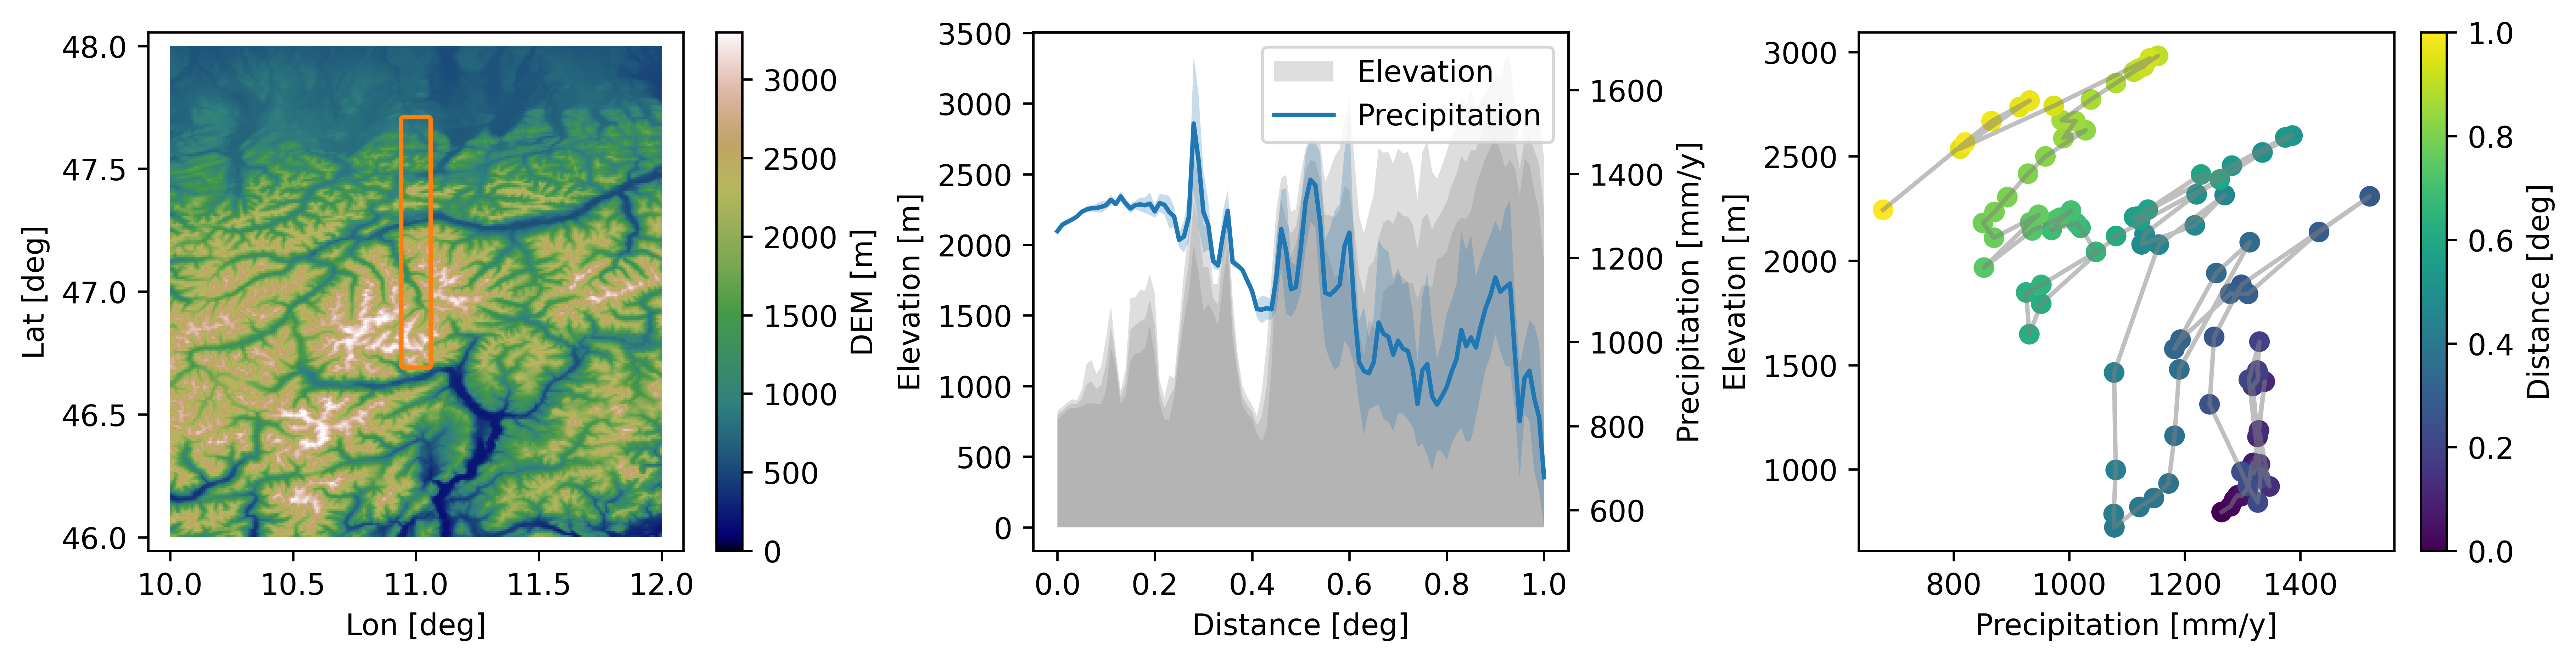 48.0
47.5
47.0
46.5
46.0
Lat [deg]
10.0 10.5 11.0 11.5 12.0
Lon [deg]
3000
2500
2000
1500
1000
500
0
DEM [m]
3500
3000
2500
2000
1500
1000
500
0
Elevation [m]
Elevation
Precipitation
0.0 0.2 0.4 0.6 0.8 1.0
Distance [deg]
1600
1400
1200
1000
800
600
Precipitation [mm/y]
3000
2500
2000
1500
1000
Elevation [m]
800 1000 1200 1400
Precipitation [mm/y]
1.0
0.8
0.6
0.4
0.2
0.0
Distance [deg]